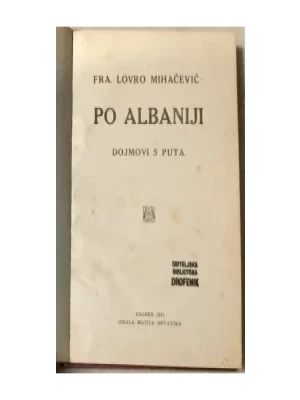 FRA. LOVRO MIHAČEVIĆ
PO ALBANIJI
DOJMOVI S PUTA.
OBITELJSKA
BIBLIOTEKA
DROFENIK
ZAGREB 1911
IZDALA MATICA HRVATSKA